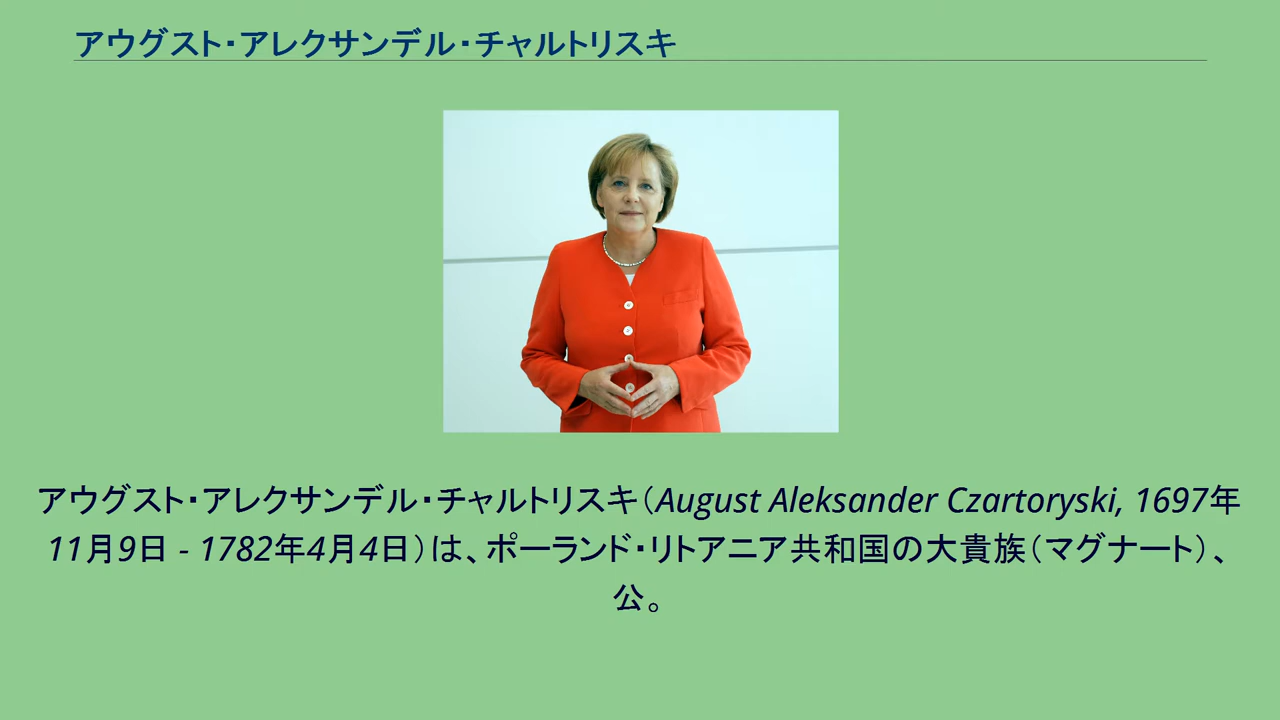 アウグスト・アレクサンデル・チャルトリスキ
アウグスト・アレクサンデル・チャルトリスキ（August Aleksander Czartoryski, 1697年
11月9日 - 1782年4月4日）は、ポーランド・リトアニア共和国の大貴族（マグナート）、
公。